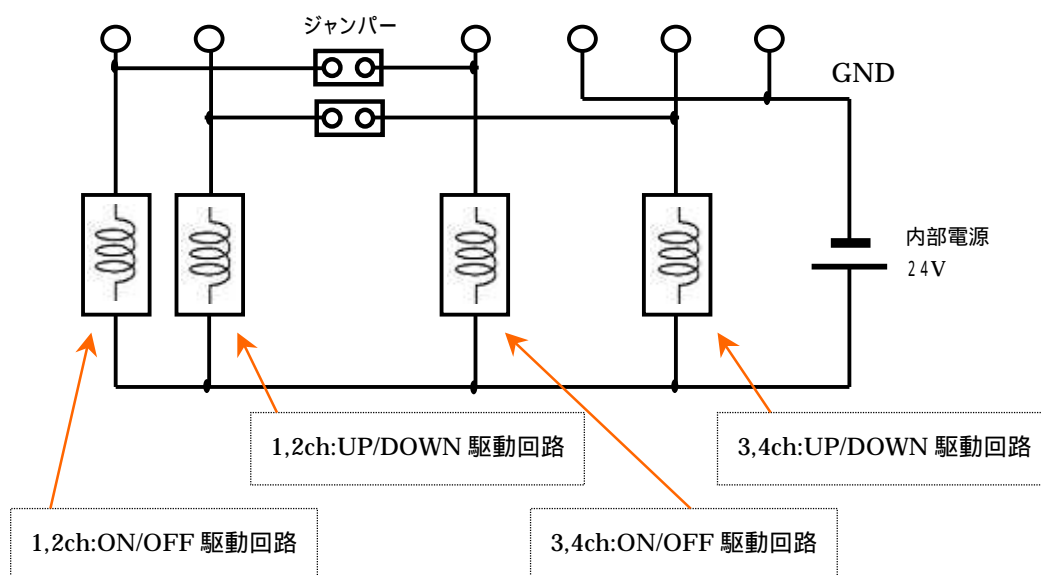 ジャンパー
GND
内部電源
24V
1,2ch:UP/DOWN 駆動回路
3,4ch:UP/DOWN 駆動回路
1,2ch:ON/OFF 駆動回路
3,4ch:ON/OFF 駆動回路